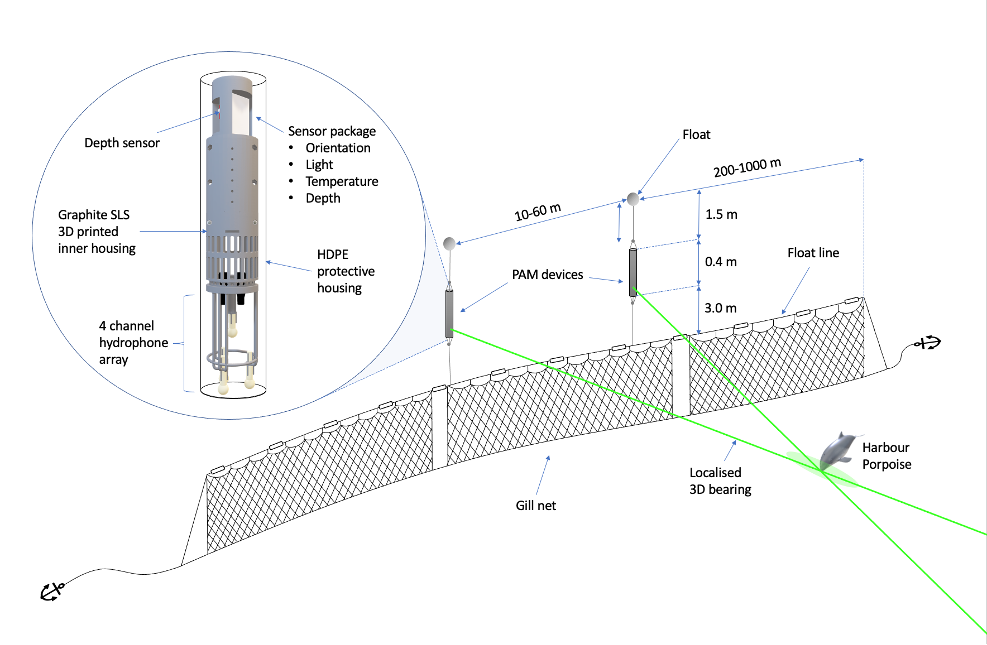 Depth sensor
Sensor package
• Orientation
• Light
• Temperature
• Depth
Graphite SLS
3D printed
inner housing
HDPE
protective
housing
4 channel
hydrophone
array
Float
200-1000 m
10-60 m
1.5 m
0.4 m
3.0 m
PAM devices
Float line
Harbour
Porpoise
Localised
3D bearing
Gill net